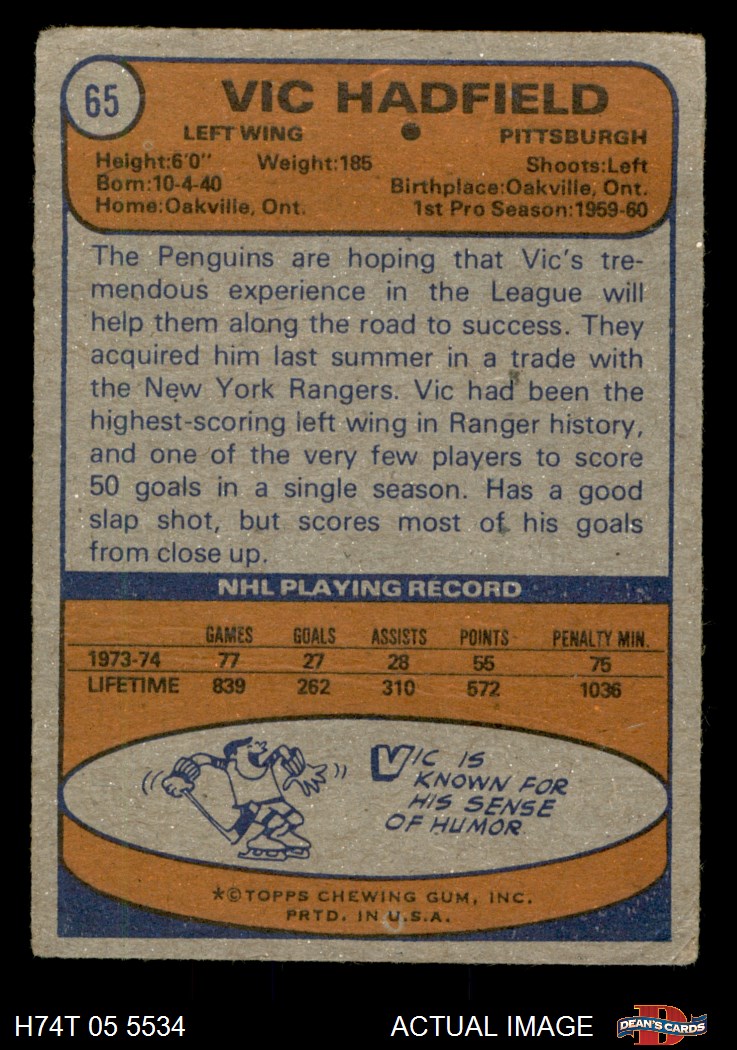 65
VIC HADFIELD
LEFT WING PITTSBURGH
Height:6'0" Weight:185 Shoots:Left
Born:10-4-40 Birthplace:Oakville, Ont.
Home:Oakville, Ont. 1st Pro Season:1959-60
The Penguins are hoping that Vic's tre-
mendous experience in the League will
help them along the road to success. They
acquired him last summer in a trade with
the New York Rangers. Vic had been the
highest-scoring left wing in Ranger history,
and one of the very few players to score
50 goals in a single season. Has a good
slap shot, but scores most of his goals
from close up.
NHL PLAYING RECORD
GAMES GOALS ASSISTS POINTS PENALTY MIN.
1973-74 77 27 28 55 75
LIFETIME 839 262 310 572 1036
VIC IS
KNOWN FOR
HIS SENSE
OF HUMOR
*©TOPPS CHEWING GUM, INC.
PRTD. IN U.S.A.
H74T 05 5534 ACTUAL IMAGE D DEAN'S CARDS